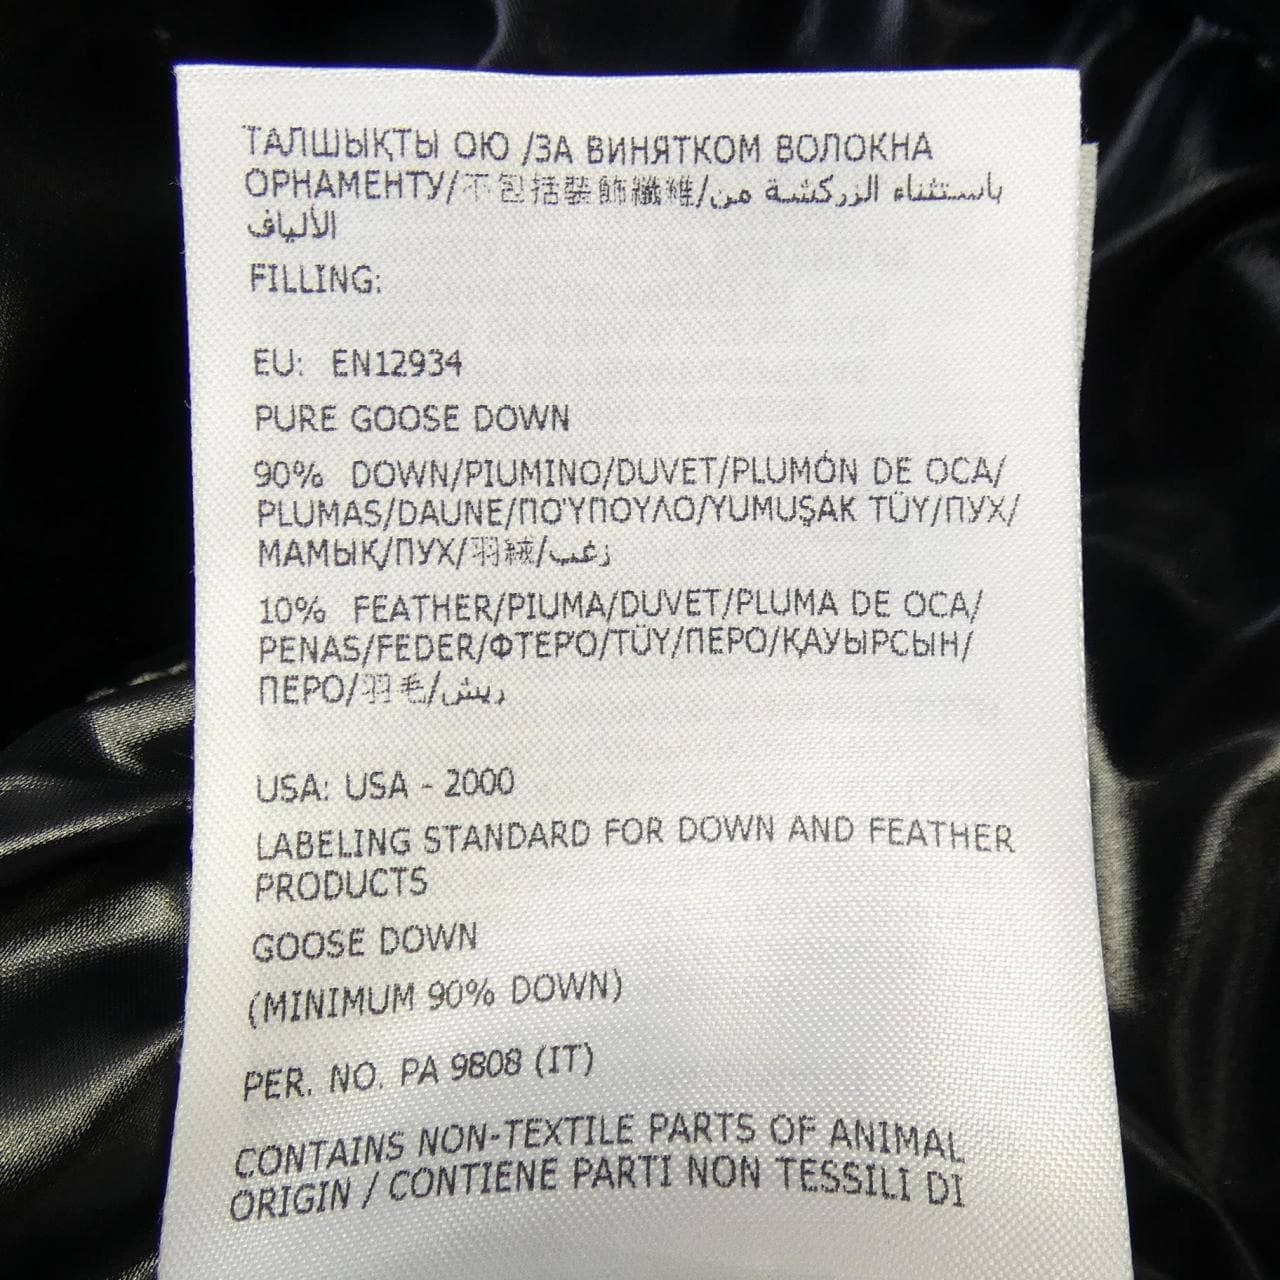 ТАЛШЫҚТЫ ОЮ /ЗА ВИНЯТКОМ ВОЛОКНА
ОРНАМЕНТУ/不包括裝飾纖維/باستثناء الزركشة من
الألياف
FILLING:
EU: EN12934
PURE GOOSE DOWN
90% DOWN/PIUMINO/DUVET/PLUMÓN DE OCA/
PLUMAS/DAUNE/ΠΟΎΠΟΥΛΟ/YUMUŞAK TÜY/ПУХ/
МАМЫҚ/ПУХ/羽絨/زغب
10% FEATHER/PIUMA/DUVET/PLUMA DE OCA/
PENAS/FEDER/ΦΤΕΡΌ/TÜY/ПЕРО/ҚАУЫРСЫН/
ПЕРО/羽毛/ريش
USA: USA - 2000
LABELING STANDARD FOR DOWN AND FEATHER
PRODUCTS
GOOSE DOWN
(MINIMUM 90% DOWN)
PER. NO. PA 9808 (IT)
CONTAINS NON-TEXTILE PARTS OF ANIMAL
ORIGIN / CONTIENE PARTI NON TESSILI DI